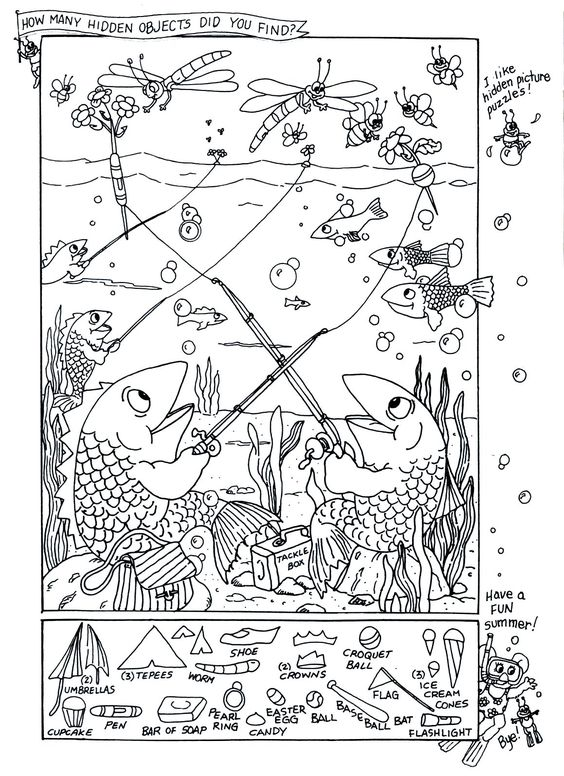 HOW MANY HIDDEN OBJECTS DID YOU FIND?
I like
hidden picture
puzzles!
TACKLE
BOX
Have a
FUN
summer!
(2)
UMBRELLAS
(3) TEPEES
WORM
SHOE
(2)
CROWNS
CROQUET
BALL
FLAG
(3)
ICE
CREAM
CONES
CUPCAKE
PEN
BAR OF SOAP
PEARL
RING
CANDY
EASTER
EGG
BALL
BASEBALL BAT
FLASHLIGHT
Bye!